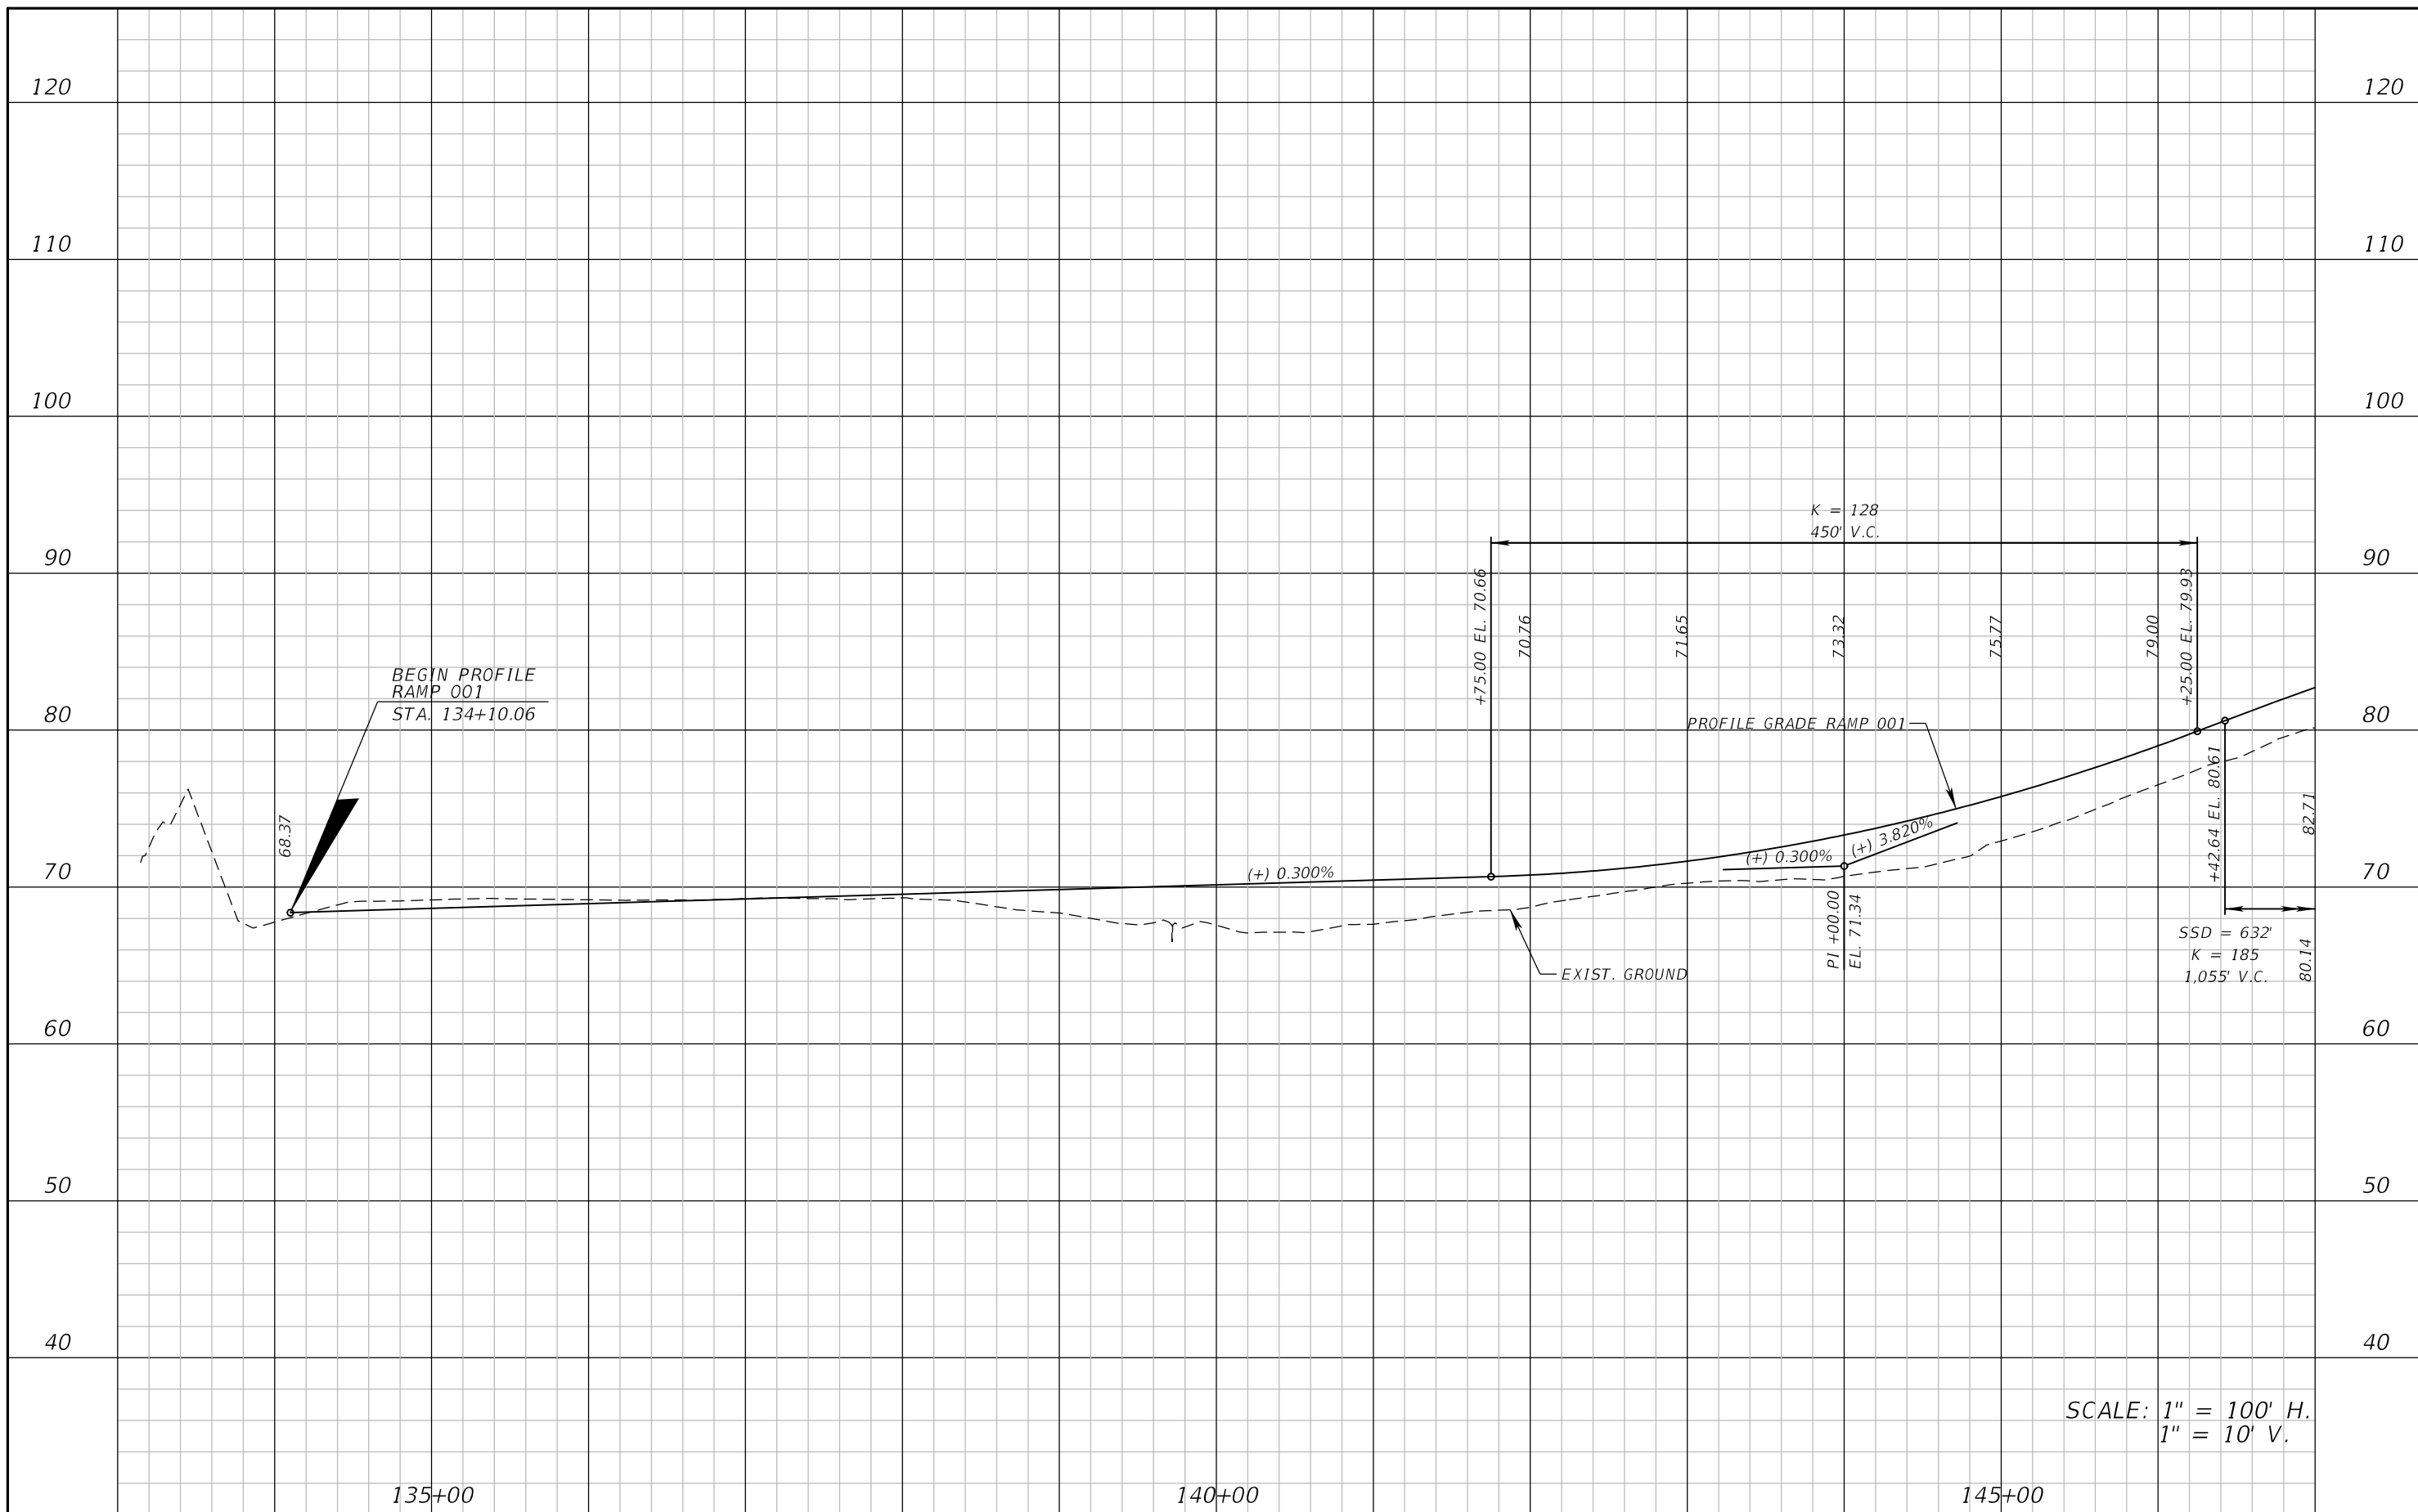 120
120
110
110
100
100
90
90
80
80
70
70
60
60
50
50
40
40
K = 128
450' V.C.
+75.00 EL. 70.66
70.76
71.65
73.32
75.77
79.00
+25.00 EL. 79.93
BEGIN PROFILE
RAMP 001
STA. 134+10.06
68.37
PROFILE GRADE RAMP 001
(+) 0.300%
(+) 0.300%
(+) 3.820%
PI +00.00
EL. 71.34
EXIST. GROUND
+42.64 EL. 80.61
82.71
SSD = 632'
K = 185
1,055' V.C.
80.14
SCALE: 1" = 100' H.
1" = 10' V.
135+00
140+00
145+00